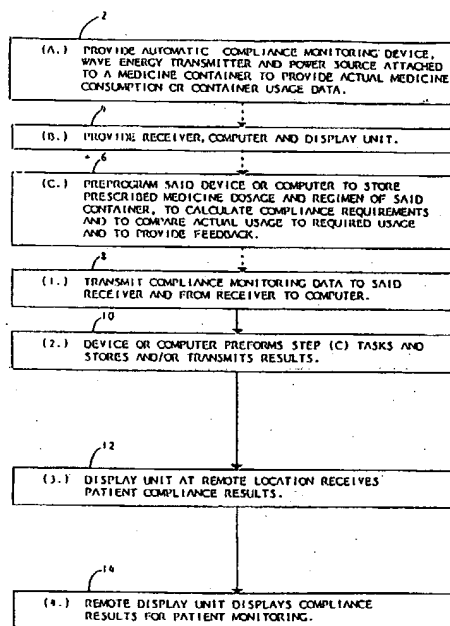 2
(A.) PROVIDE AUTOMATIC COMPLIANCE MONITORING DEVICE,
WAVE ENERGY TRANSMITTER AND POWER SOURCE ATTACHED
TO A MEDICINE CONTAINER TO PROVIDE ACTUAL MEDICINE
CONSUMPTION OR CONTAINER USAGE DATA.
4
(B.) PROVIDE RECEIVER, COMPUTER AND DISPLAY UNIT.
6
(C.) PREPROGRAM SAID DEVICE OR COMPUTER TO STORE
PRESCRIBED MEDICINE DOSAGE AND REGIMEN OF SAID
CONTAINER, TO CALCULATE COMPLIANCE REQUIREMENTS
AND TO COMPARE ACTUAL USAGE TO REQUIRED USAGE
AND TO PROVIDE FEEDBACK.
8
(1.) TRANSMIT COMPLIANCE MONITORING DATA TO SAID
RECEIVER AND FROM RECEIVER TO COMPUTER.
10
(2.) DEVICE OR COMPUTER PREFORMS STEP (C) TASKS AND
STORES AND/OR TRANSMITS RESULTS.
12
(3.) DISPLAY UNIT AT REMOTE LOCATION RECEIVES
PATIENT COMPLIANCE RESULTS.
14
(4.) REMOTE DISPLAY UNIT DISPLAYS COMPLIANCE
RESULTS FOR PATIENT MONITORING.